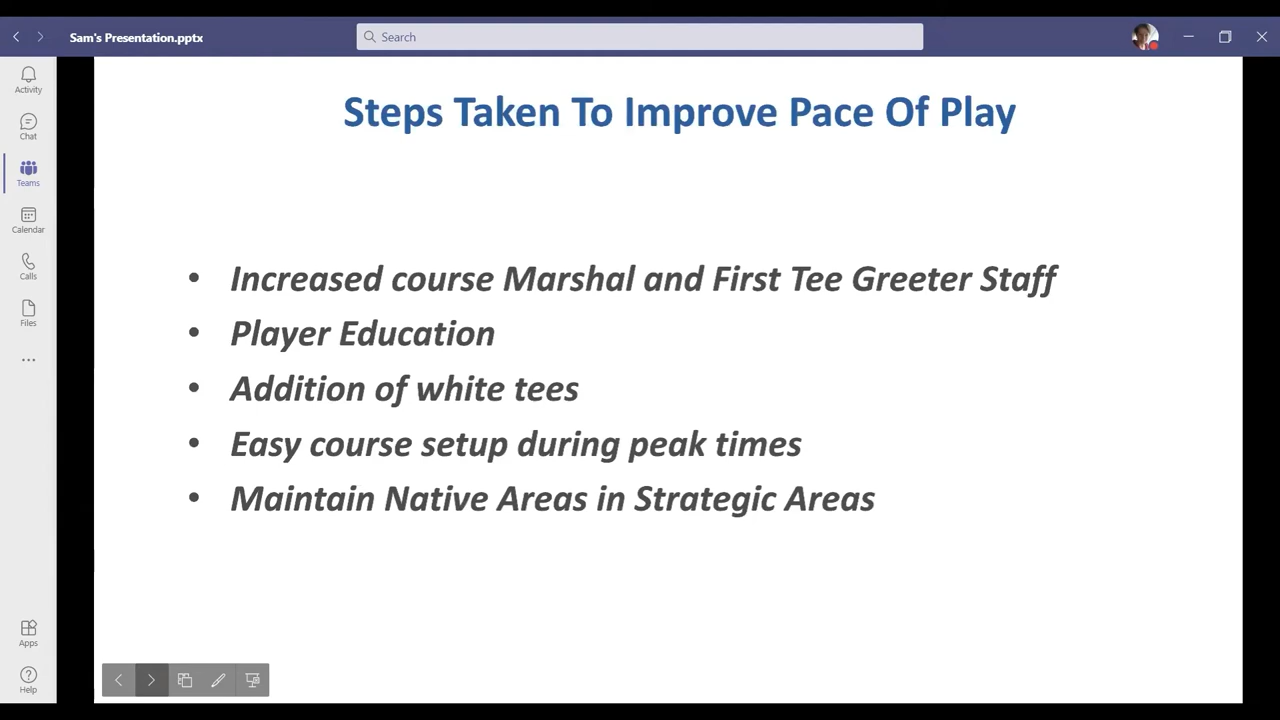 Sam's Presentation.pptx
Search
Activity
Chat
Teams
Calendar
Calls
Files
Apps
Help
Steps Taken To Improve Pace Of Play
• Increased course Marshal and First Tee Greeter Staff
• Player Education
• Addition of white tees
• Easy course setup during peak times
• Maintain Native Areas in Strategic Areas